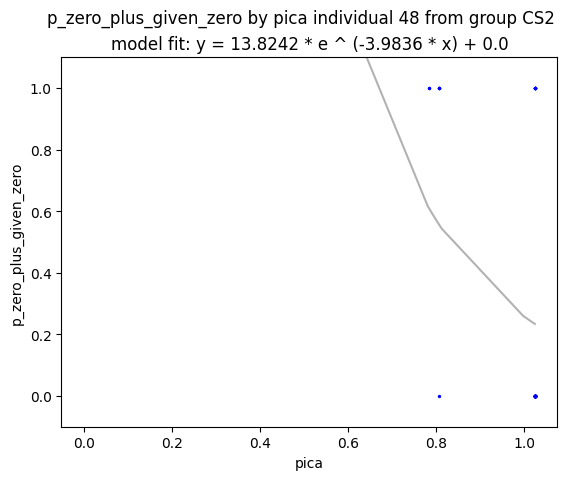 p_zero_plus_given_zero by pica individual 48 from group CS2
model fit: y = 13.8242 * e ^ (-3.9836 * x) + 0.0
1.0
0.8
0.6
0.4
0.2
0.0
p_zero_plus_given_zero
0.0 0.2 0.4 0.6 0.8 1.0
pica